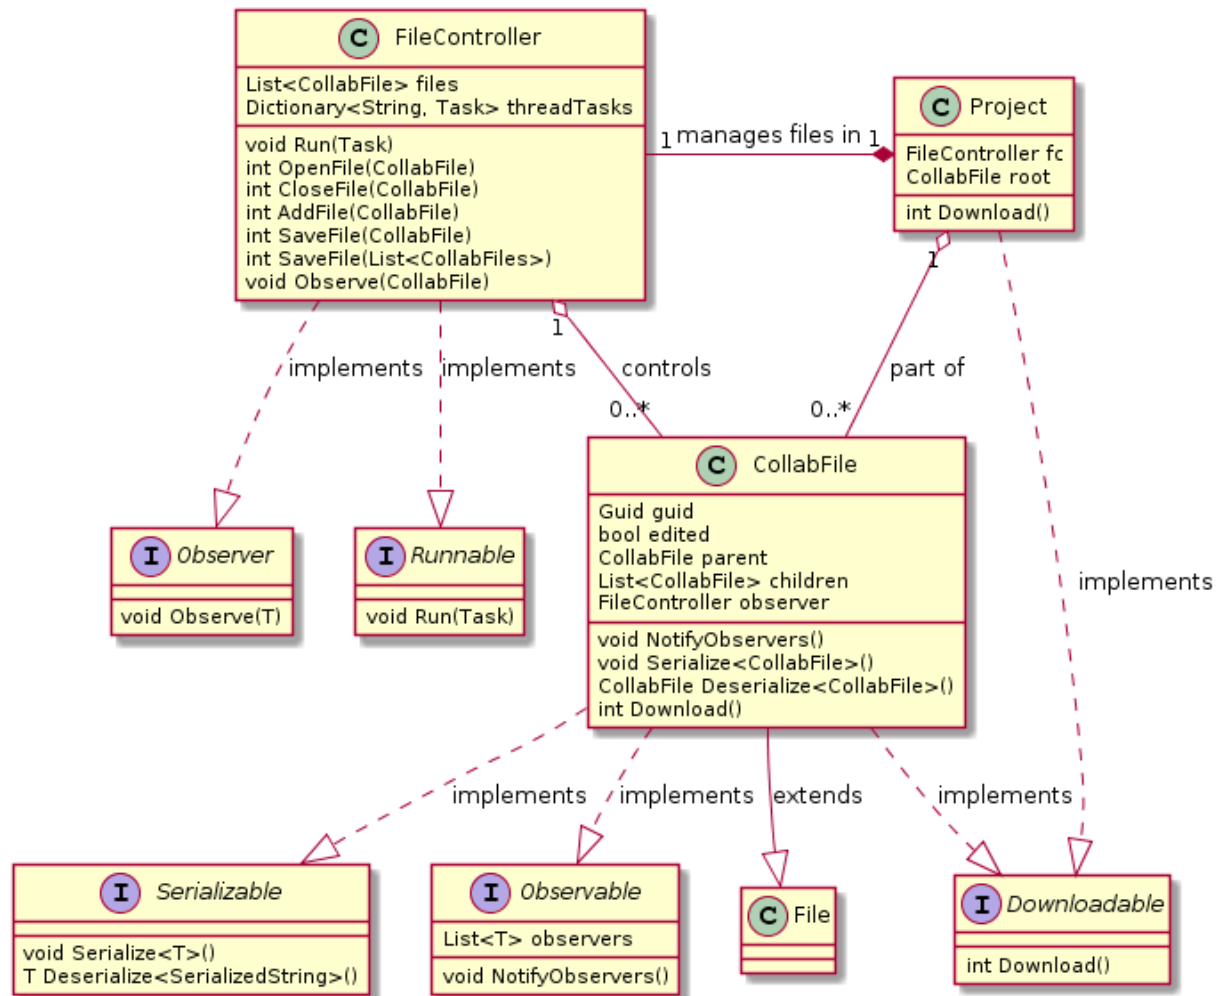 C FileController
List<CollabFile> files
Dictionary<String, Task> threadTasks
void Run(Task)
int OpenFile(CollabFile)
int CloseFile(CollabFile)
int AddFile(CollabFile)
int SaveFile(CollabFile)
int SaveFile(List<CollabFiles>)
void Observe(CollabFile)
1 manages files in 1
C Project
FileController fc
CollabFile root
int Download()
1
1
implements
implements
controls
part of
0..*
0..*
C CollabFile
Guid guid
bool edited
CollabFile parent
List<CollabFile> children
FileController observer
void NotifyObservers()
void Serialize<CollabFile>()
CollabFile Deserialize<CollabFile>()
int Download()
I Observer
void Observe(T)
I Runnable
void Run(Task)
implements
implements
implements
extends
implements
I Serializable
void Serialize<T>()
T Deserialize<SerializedString>()
I Observable
List<T> observers
void NotifyObservers()
C File
I Downloadable
int Download()